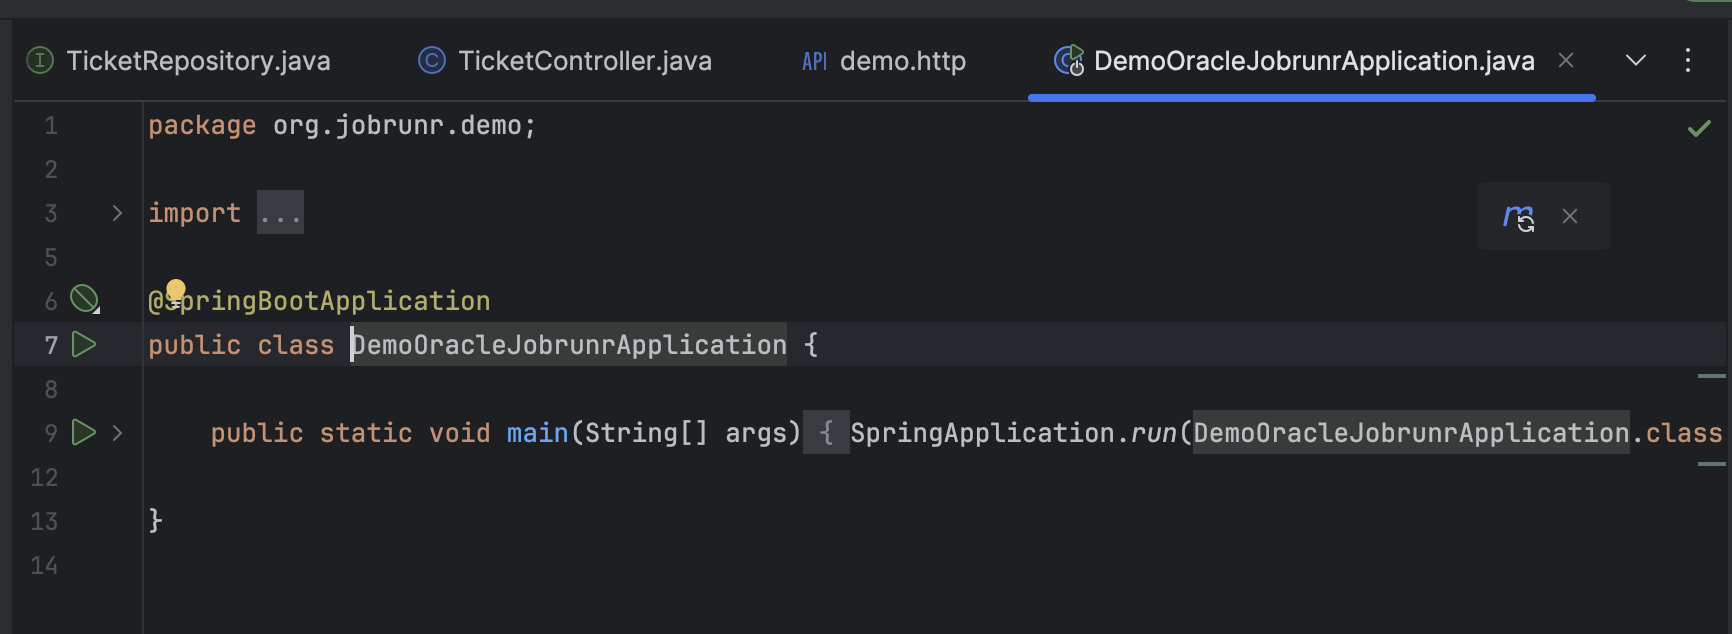 TicketRepository.java TicketController.java API demo.http DemoOracleJobrunrApplication.java
1 package org.jobrunr.demo;
2
3 import ...
5
6 @SpringBootApplication
7 public class DemoOracleJobrunrApplication {
8
9 public static void main(String[] args) { SpringApplication.run(DemoOracleJobrunrApplication.class
12
13 }
14